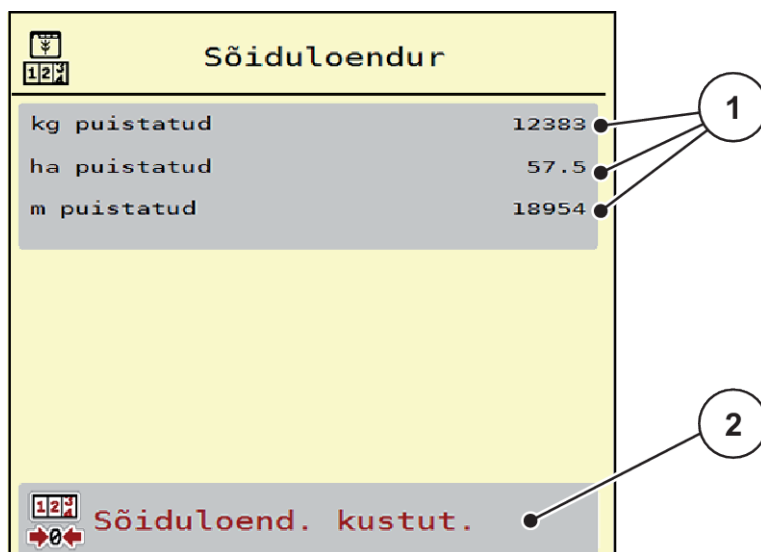 Sõiduloendur
kg puistatud 12383
ha puistatud 57.5
m puistatud 18954
1
2
Sõiduloend. kustut.